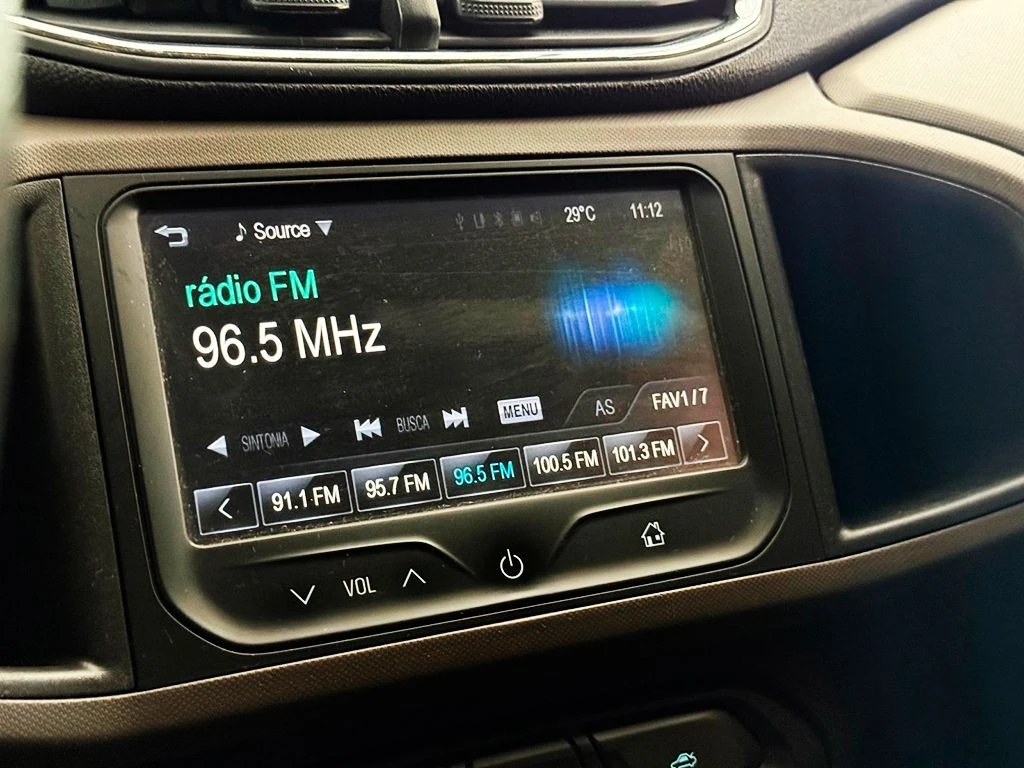 Source 29°C 11:12
rádio FM
96.5 MHz
SINTONIA BUSCA MENU AS FAV1/7
< 91.1 FM 95.7 FM 96.5 FM 100.5 FM 101.3 FM >
VOL